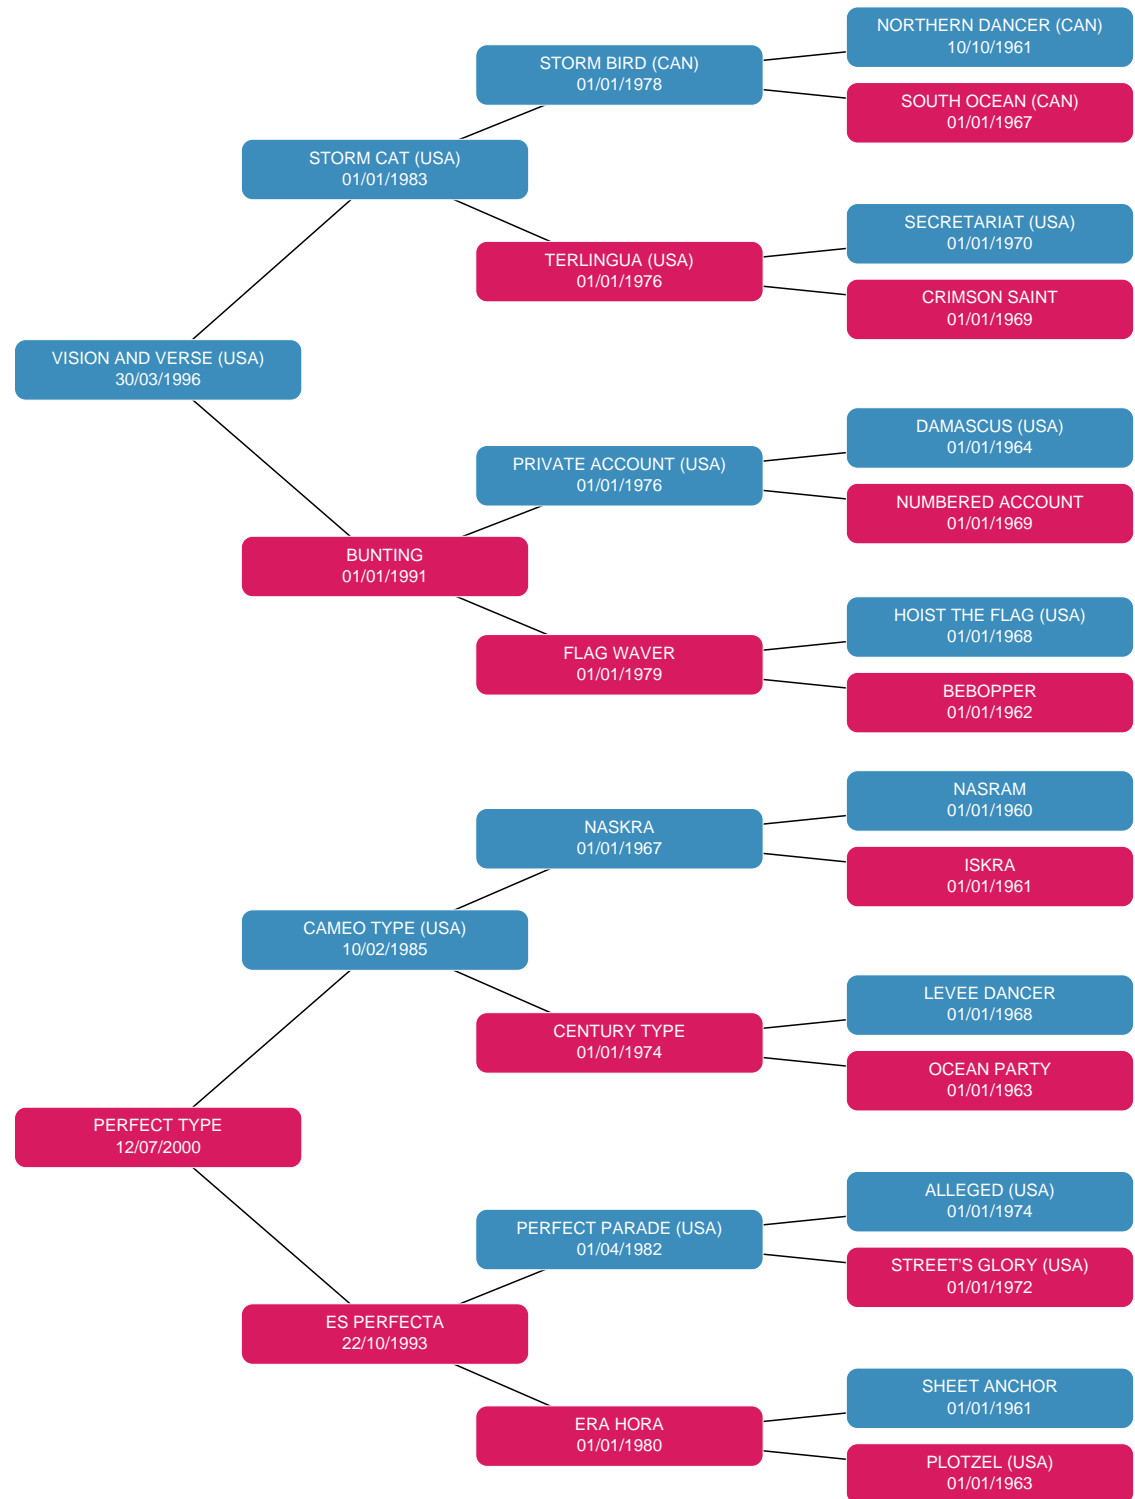 NORTHERN DANCER (CAN)
10/10/1961
STORM BIRD (CAN)
01/01/1978
SOUTH OCEAN (CAN)
01/01/1967
STORM CAT (USA)
01/01/1983
SECRETARIAT (USA)
01/01/1970
TERLINGUA (USA)
01/01/1976
CRIMSON SAINT
01/01/1969
VISION AND VERSE (USA)
30/03/1996
DAMASCUS (USA)
01/01/1964
PRIVATE ACCOUNT (USA)
01/01/1976
NUMBERED ACCOUNT
01/01/1969
BUNTING
01/01/1991
HOIST THE FLAG (USA)
01/01/1968
FLAG WAVER
01/01/1979
BEBOPPER
01/01/1962
NASRAM
01/01/1960
NASKRA
01/01/1967
ISKRA
01/01/1961
CAMEO TYPE (USA)
10/02/1985
LEVEE DANCER
01/01/1968
CENTURY TYPE
01/01/1974
OCEAN PARTY
01/01/1963
PERFECT TYPE
12/07/2000
ALLEGED (USA)
01/01/1974
PERFECT PARADE (USA)
01/04/1982
STREET'S GLORY (USA)
01/01/1972
ES PERFECTA
22/10/1993
SHEET ANCHOR
01/01/1961
ERA HORA
01/01/1980
PLOTZEL (USA)
01/01/1963